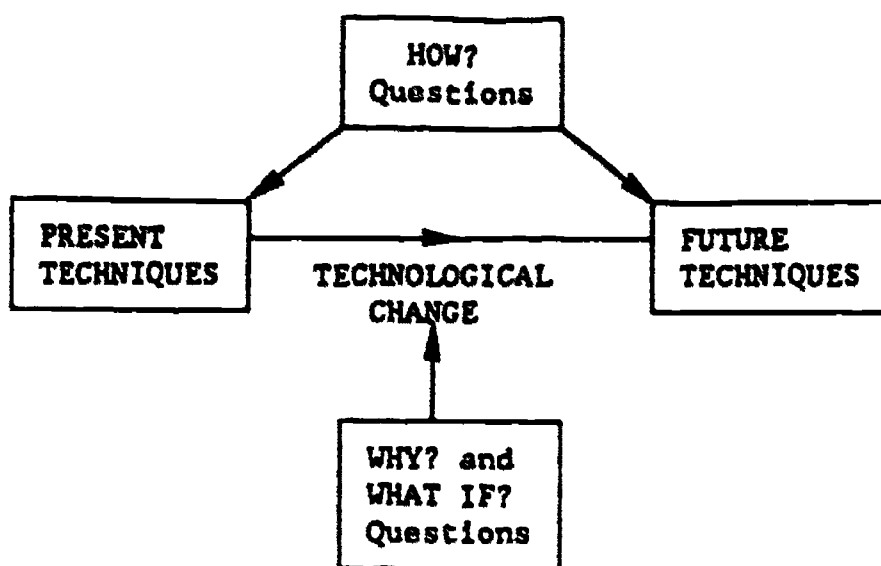 HOW?
Questions
PRESENT
TECHNIQUES
FUTURE
TECHNIQUES
TECHNOLOGICAL
CHANGE
WHY? and
WHAT IF?
Questions